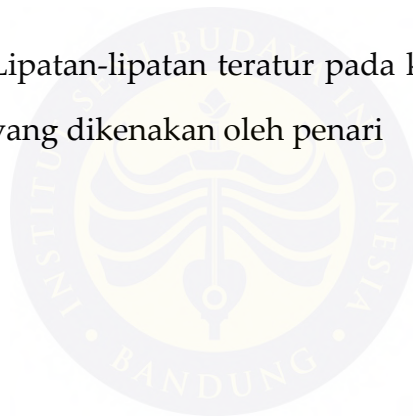 Lipatan-lipatan teratur pada k
yang dikenakan oleh penari
INSTITUT SENI BUDAYA INDONESIA
BANDUNG